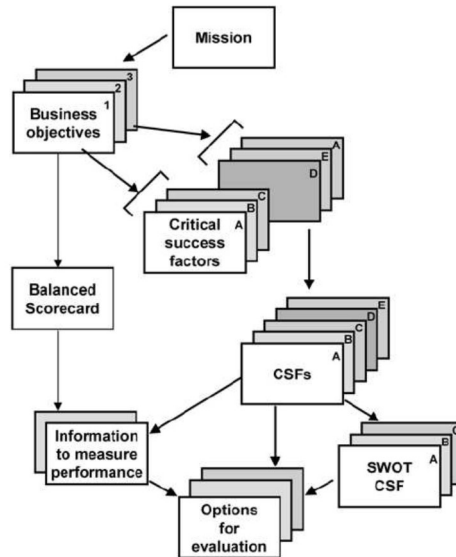 Mission
3
2
1
Business
objectives
A
E
D
C
B
A
Critical
success
factors
Balanced
Scorecard
E
D
C
B
A
CSFs
Information
to measure
performance
C
B
A
SWOT
CSF
Options
for
evaluation